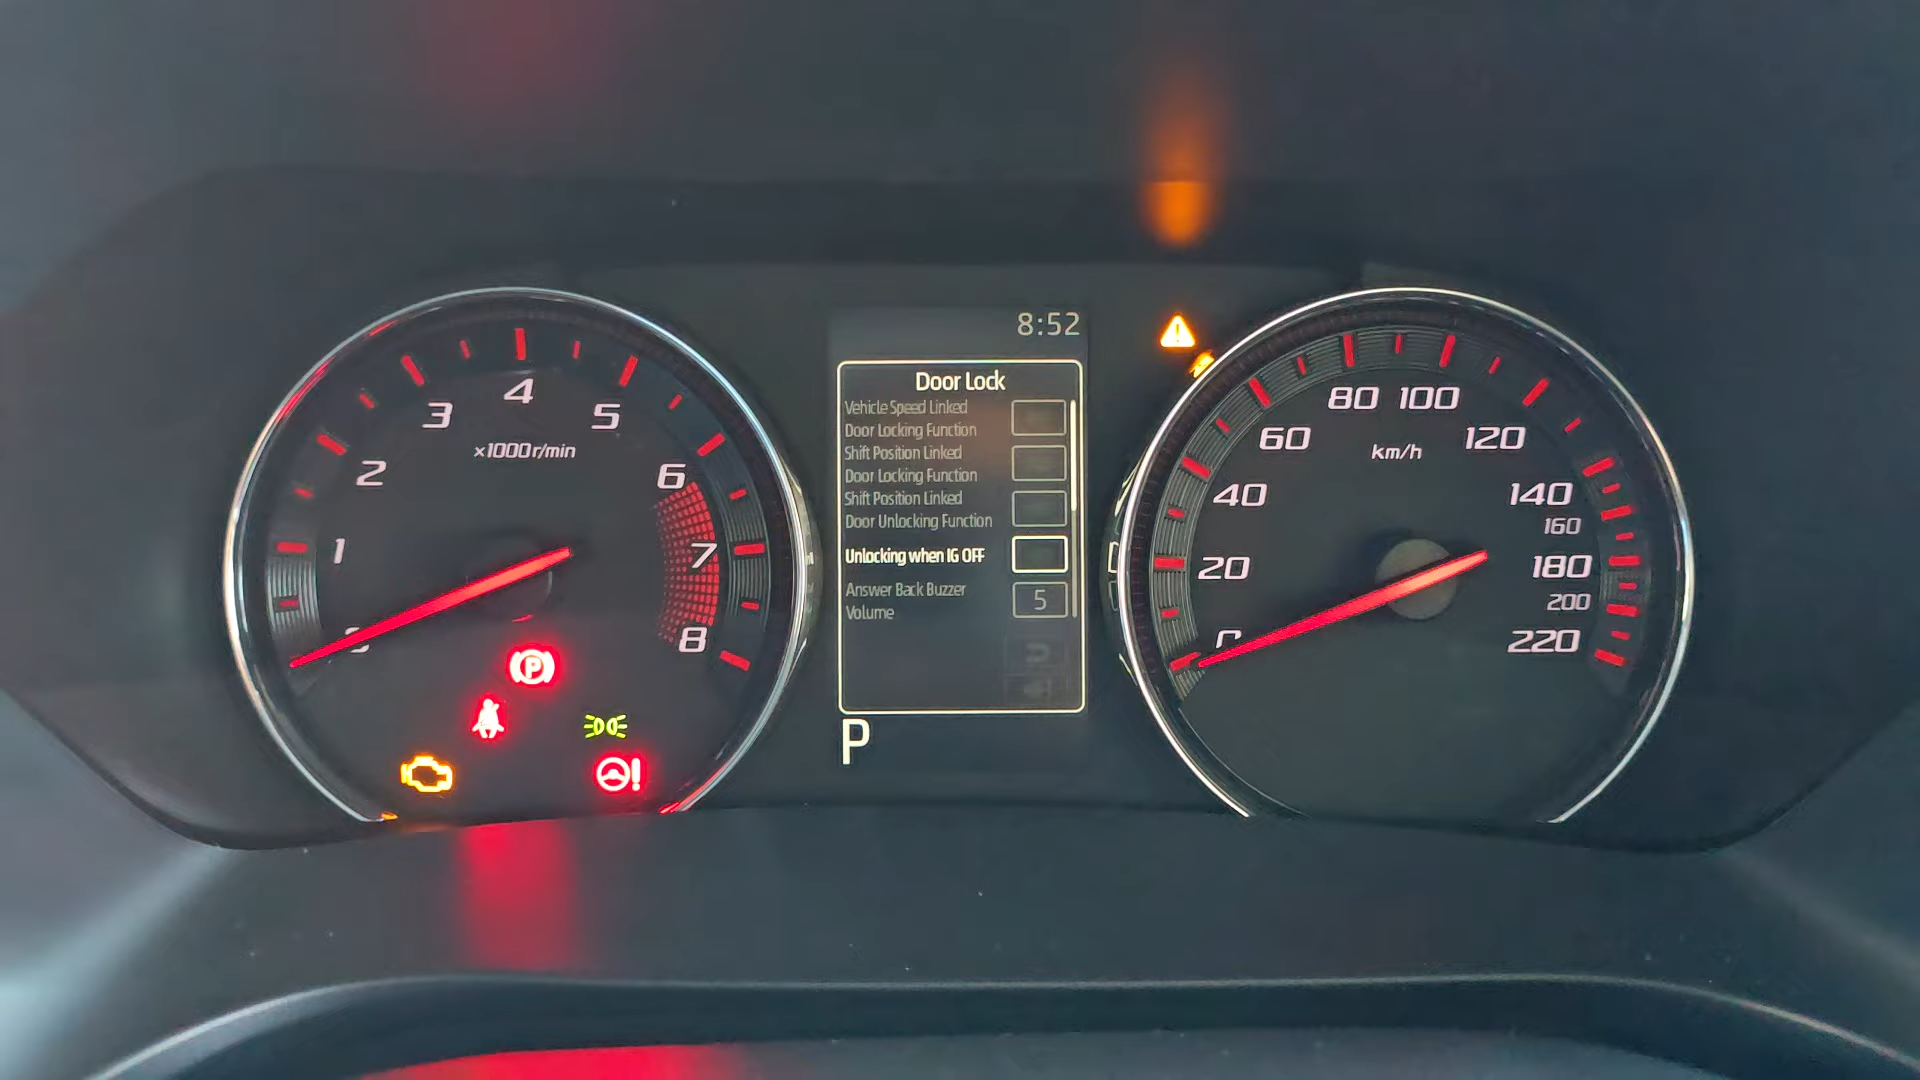 8:52
Door Lock
Vehicle Speed Linked
Door Locking Function
Shift Position Linked
Door Locking Function
Shift Position Linked
Door Unlocking Function
Unlocking when IG OFF
Answer Back Buzzer
Volume
5
P
1
2
3
4
5
6
7
8
×1000r/min
P
!
!
20
40
60
80
100
120
140
160
180
200
220
km/h